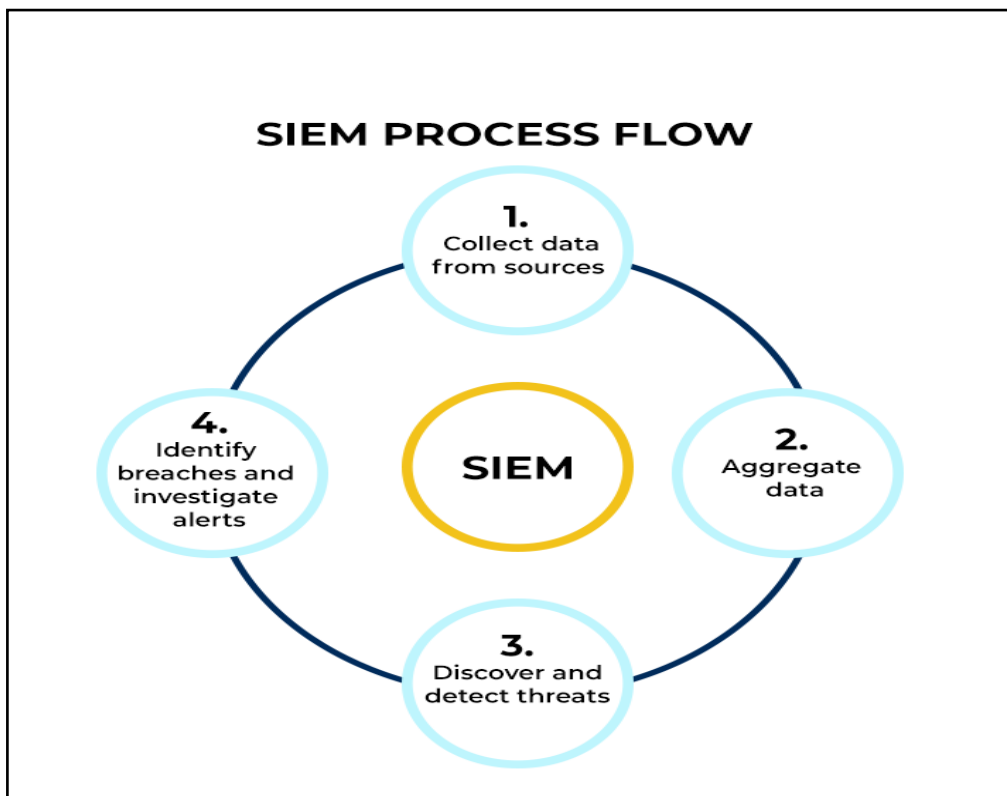 SIEM PROCESS FLOW
1.
Collect data
from sources
2.
Aggregate
data
3.
Discover and
detect threats
4.
Identify
breaches and
investigate
alerts
SIEM